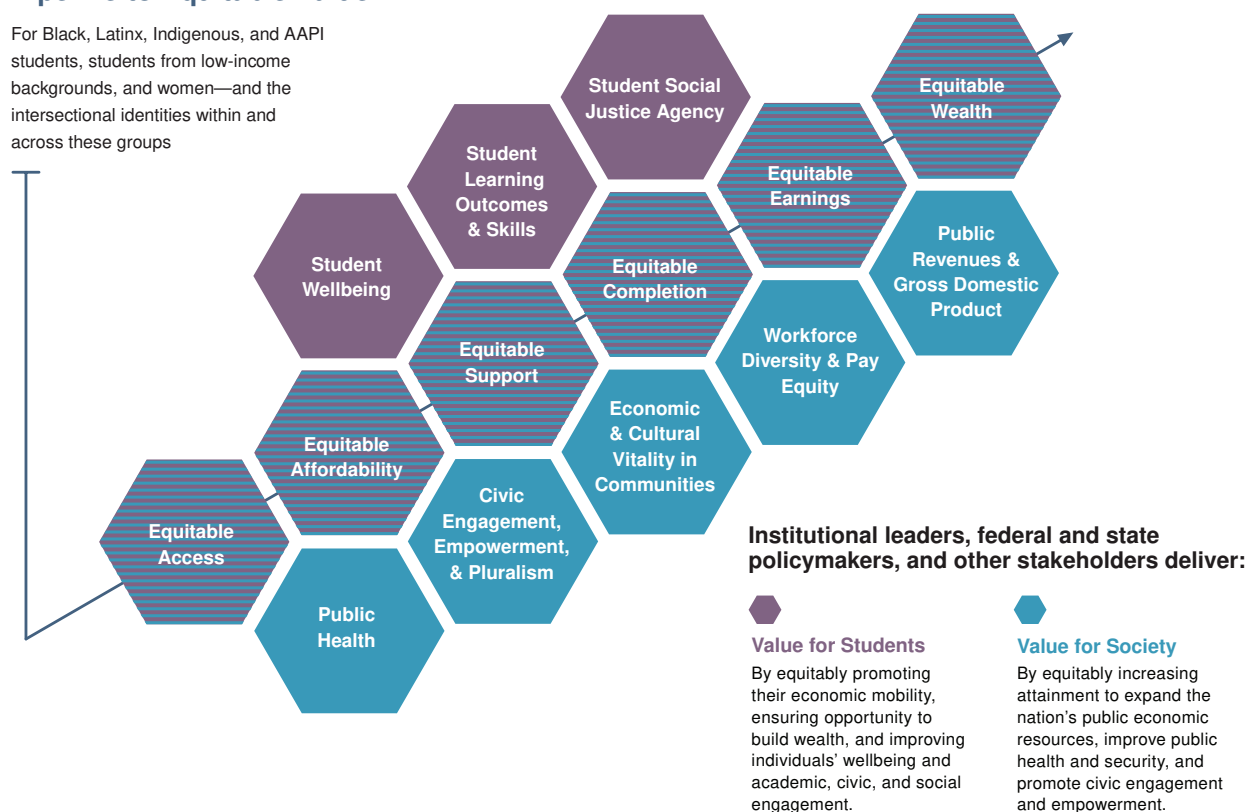 For Black, Latinx, Indigenous, and AAPI
students, students from low-income
backgrounds, and women—and the
intersectional identities within and
across these groups
Student Social
Justice Agency
Equitable
Wealth
Student
Learning
Outcomes
& Skills
Equitable
Earnings
Student
Wellbeing
Equitable
Completion
Public
Revenues &
Gross Domestic
Product
Equitable
Support
Workforce
Diversity & Pay
Equity
Equitable
Affordability
Economic
& Cultural
Vitality in
Communities
Equitable
Access
Civic
Engagement,
Empowerment,
& Pluralism
Public
Health
Institutional leaders, federal and state
policymakers, and other stakeholders deliver:
Value for Students
By equitably promoting
their economic mobility,
ensuring opportunity to
build wealth, and improving
individuals’ wellbeing and
academic, civic, and social
engagement.
Value for Society
By equitably increasing
attainment to expand the
nation’s public economic
resources, improve public
health and security, and
promote civic engagement
and empowerment.